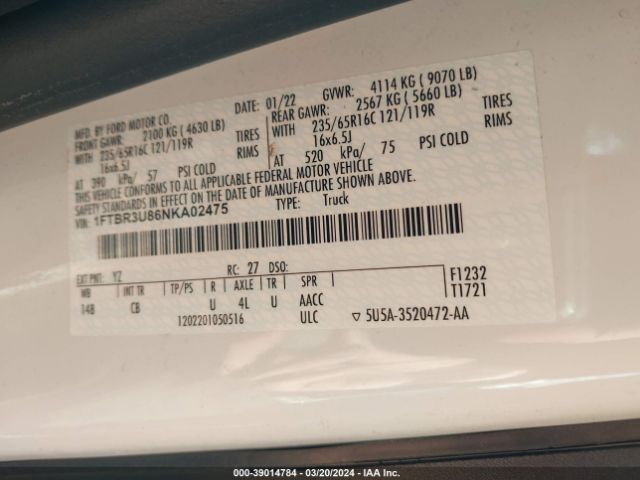 MFD. BY FORD MOTOR CO.
DATE: 01/22
GVWR: 4114 KG ( 9070 LB)
FRONT GAWR: 2100 KG ( 4630 LB)
REAR GAWR: 2567 KG ( 5660 LB)
WITH 235/65R16C 121/119R TIRES
WITH 235/65R16C 121/119R TIRES
16x6.5J RIMS
16x6.5J RIMS
AT 390 kPa/ 57 PSI COLD
AT 520 kPa/ 75 PSI COLD
THIS VEHICLE CONFORMS TO ALL APPLICABLE FEDERAL MOTOR VEHICLE
SAFETY STANDARDS IN EFFECT ON THE DATE OF MANUFACTURE SHOWN ABOVE.
VIN: 1FTBR3U86NKA02475
TYPE: Truck
EXT PNT: YZ RC: 27 DSO:
WB INT TR TP/PS R AXLE TR SPR
148 CB U 4L U AACC
1202201050516 ULC
F1232
T1721
▽ 5U5A-3520472-AA
000-39014784 - 03/20/2024 - IAA Inc.